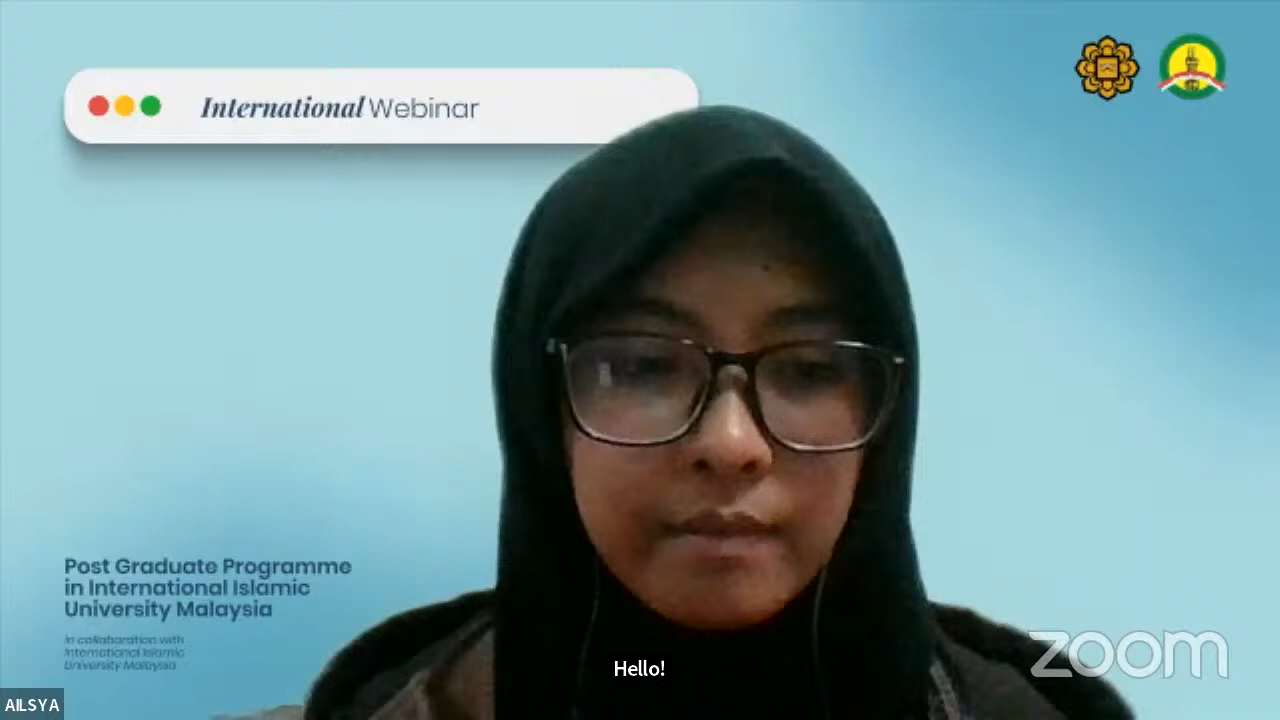 International Webinar
Post Graduate Programme
in International Islamic
University Malaysia
in collaboration with
International Islamic
University Malaysia
Hello!
zoom
AILSYA